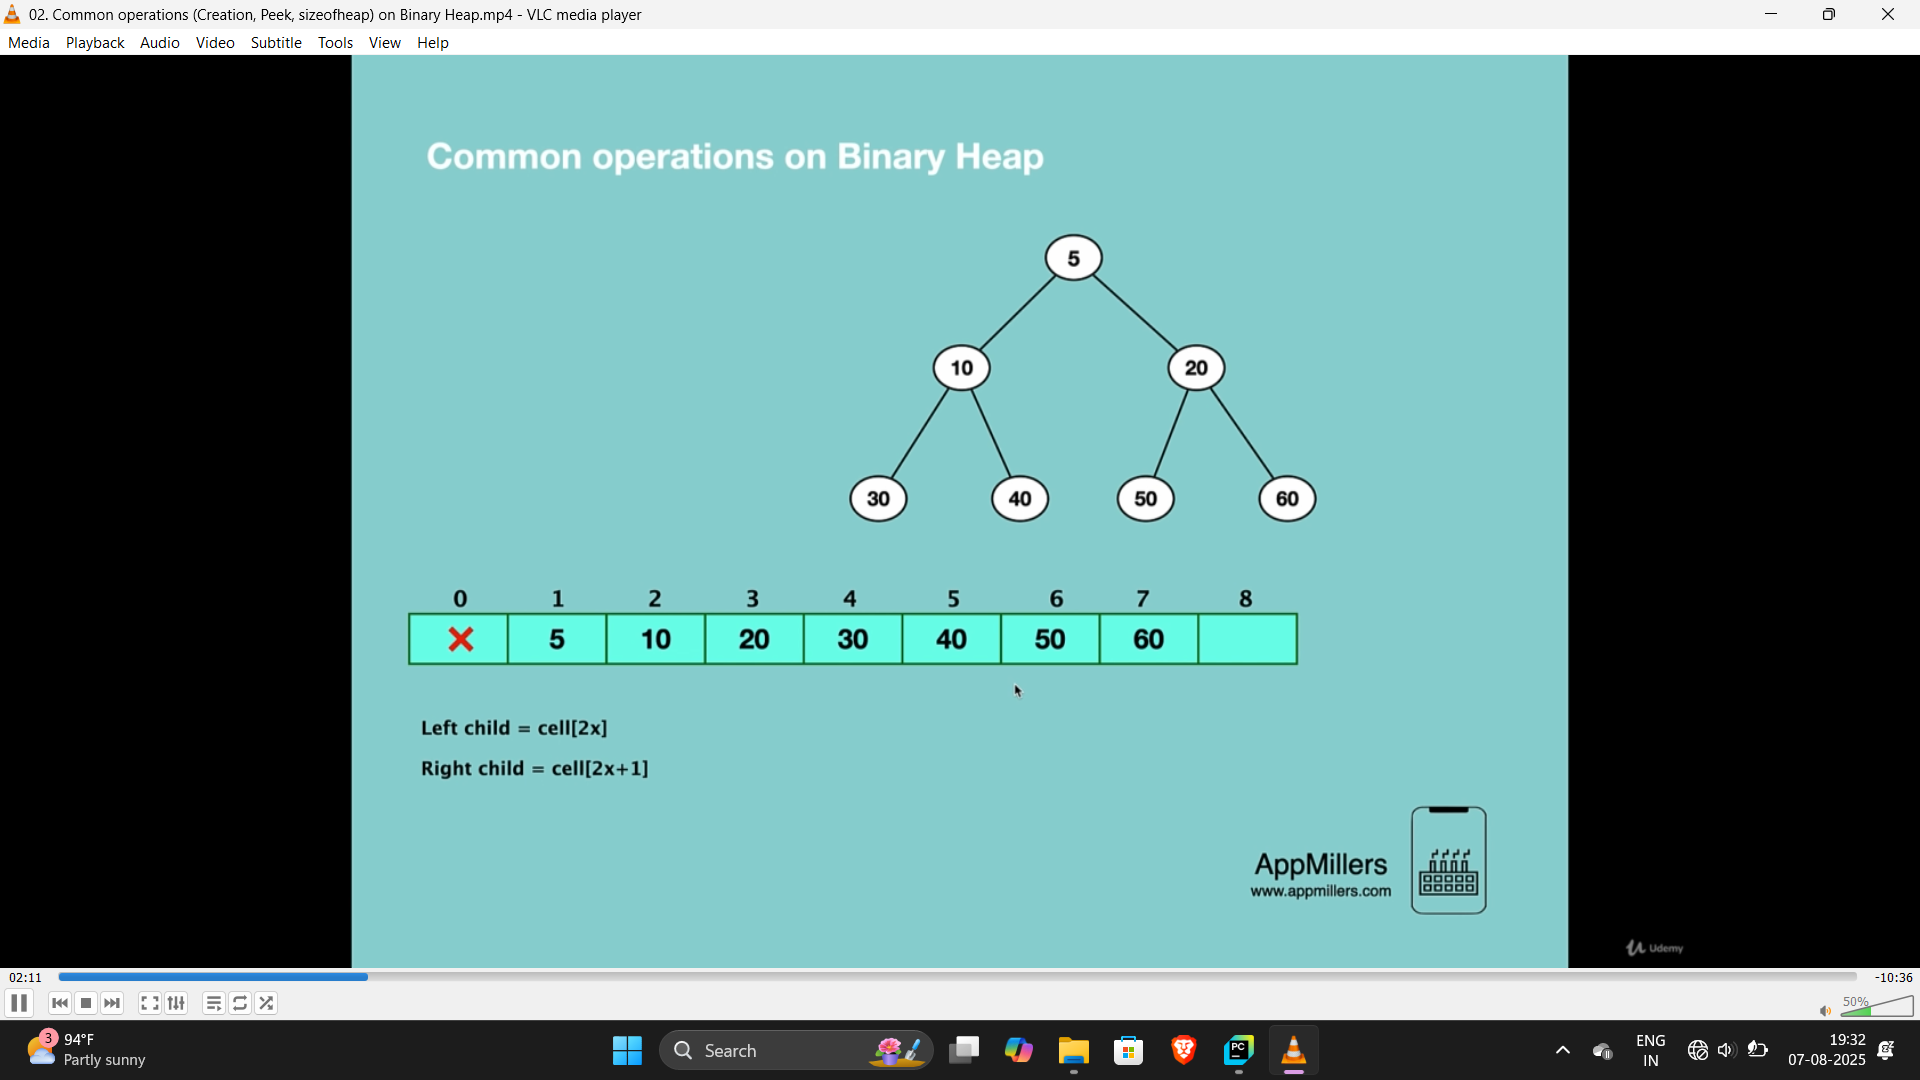 02. Common operations (Creation, Peek, sizeofheap) on Binary Heap.mp4 - VLC media player
Media Playback Audio Video Subtitle Tools View Help
Common operations on Binary Heap
5
10 20
30 40 50 60
0 1 2 3 4 5 6 7 8
5 10 20 30 40 50 60
Left child = cell[2x]
Right child = cell[2x+1]
AppMillers
www.appmillers.com
Udemy
02:11 -10:36
50%
3
94°F
Partly sunny
Search
PC
ENG
IN
19:32
07-08-2025